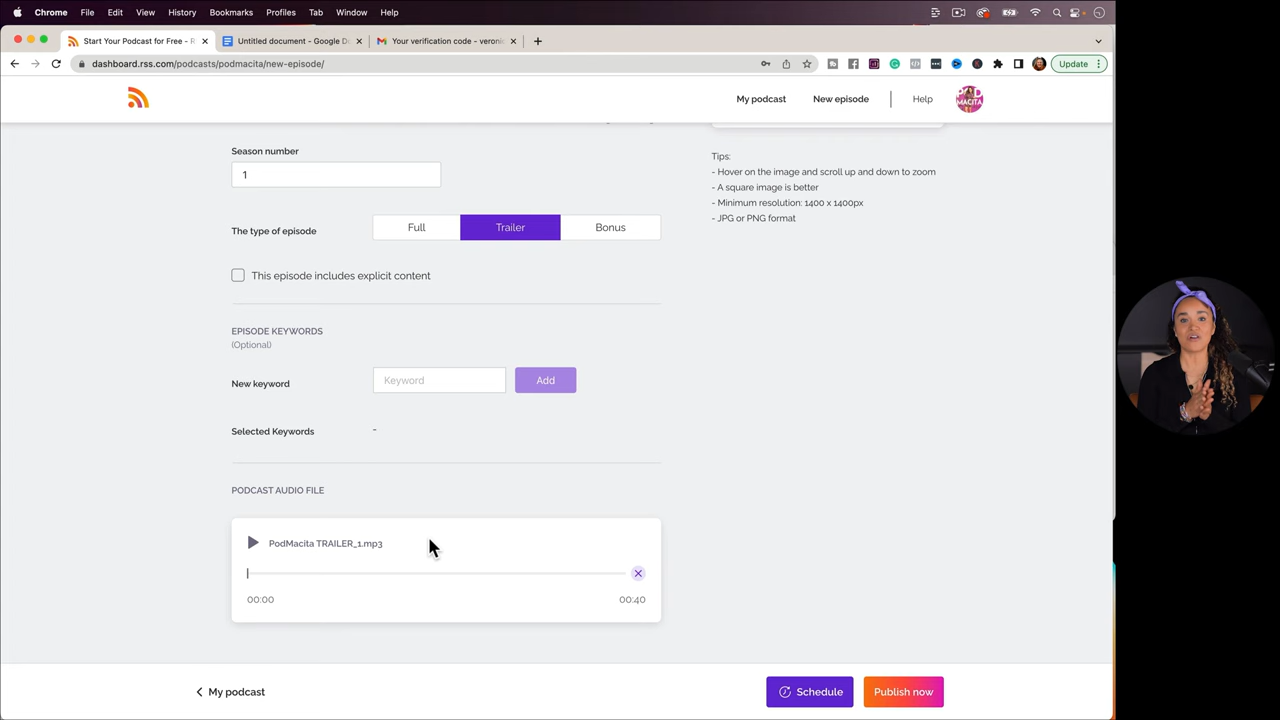 Chrome File Edit View History Bookmarks Profiles Tab Window Help
Start Your Podcast for Free - R
Untitled document - Google Do
Your verification code - veronic
dashboard.rss.com/podcasts/podmacita/new-episode/
Update
My podcast
New episode
Help
MACITA
Season number
1
The type of episode
Full
Trailer
Bonus
This episode includes explicit content
EPISODE KEYWORDS
(Optional)
New keyword
Keyword
Add
Selected Keywords
-
PODCAST AUDIO FILE
PodMacita TRAILER_1.mp3
00:00
00:40
Tips:
- Hover on the image and scroll up and down to zoom
- A square image is better
- Minimum resolution: 1400 x 1400px
- JPG or PNG format
My podcast
Schedule
Publish now